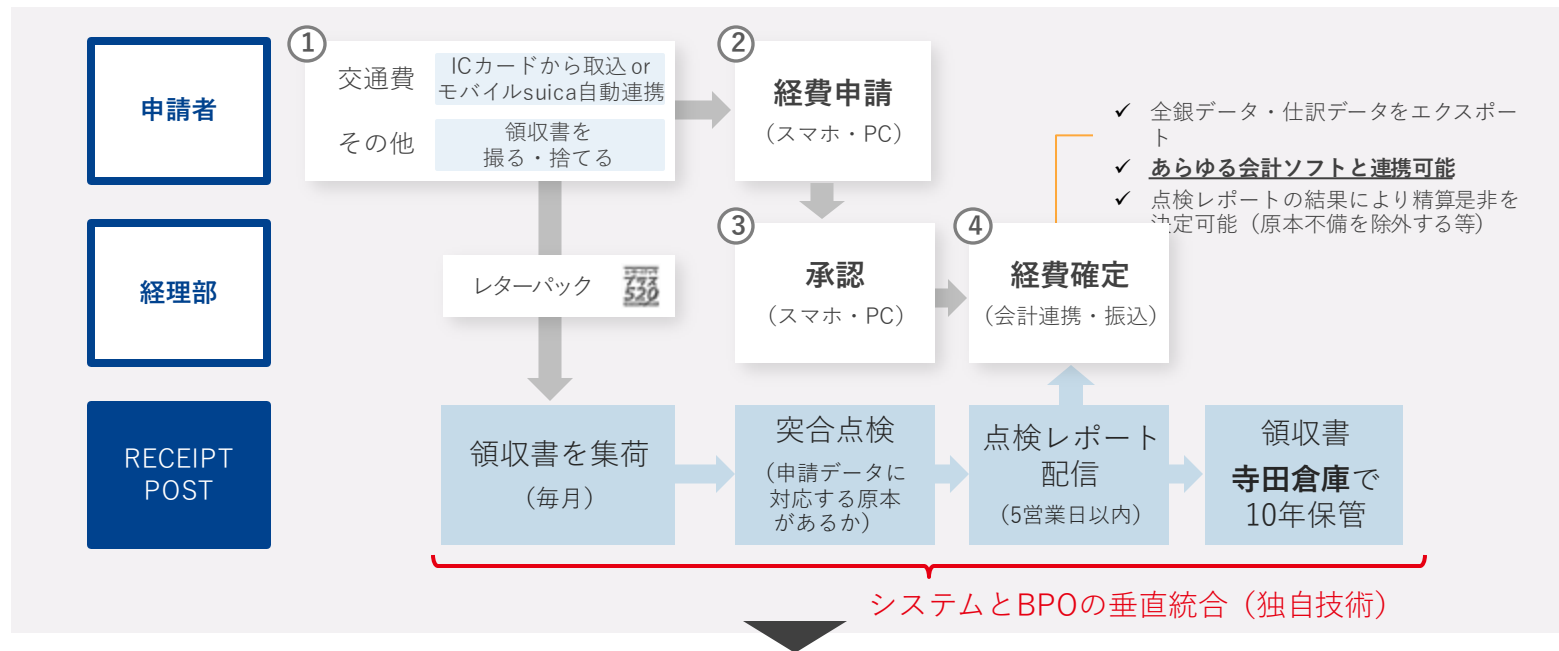 申請者
①
交通費
ICカードから取込 or
モバイルsuica自動連携
その他
領収書を
撮る・捨てる
②
経費申請
（スマホ・PC）
✓ 全銀データ・仕訳データをエクスポー
ト
✓ あらゆる会計ソフトと連携可能
✓ 点検レポートの結果により精算是非を
決定可能（原本不備を除外する等）
経理部
レターパック
プラス
520
③
承認
（スマホ・PC）
④
経費確定
（会計連携・振込）
RECEIPT
POST
領収書を集荷
（毎月）
突合点検
（申請データに
対応する原本
があるか）
点検レポート
配信
（5営業日以内）
領収書
寺田倉庫で
10年保管
システムとBPOの垂直統合（独自技術）